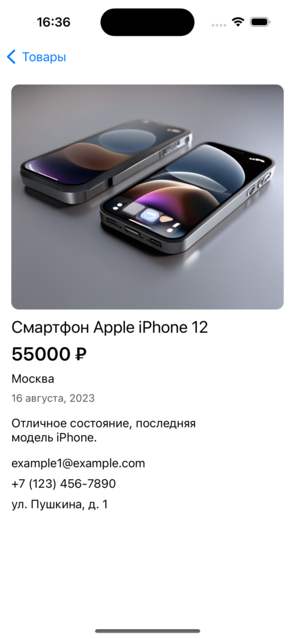 16:36
Товары
Смартфон Apple iPhone 12
55000 ₽
Москва
16 августа, 2023
Отличное состояние, последняя
модель iPhone.
example1@example.com
+7 (123) 456-7890
ул. Пушкина, д. 1